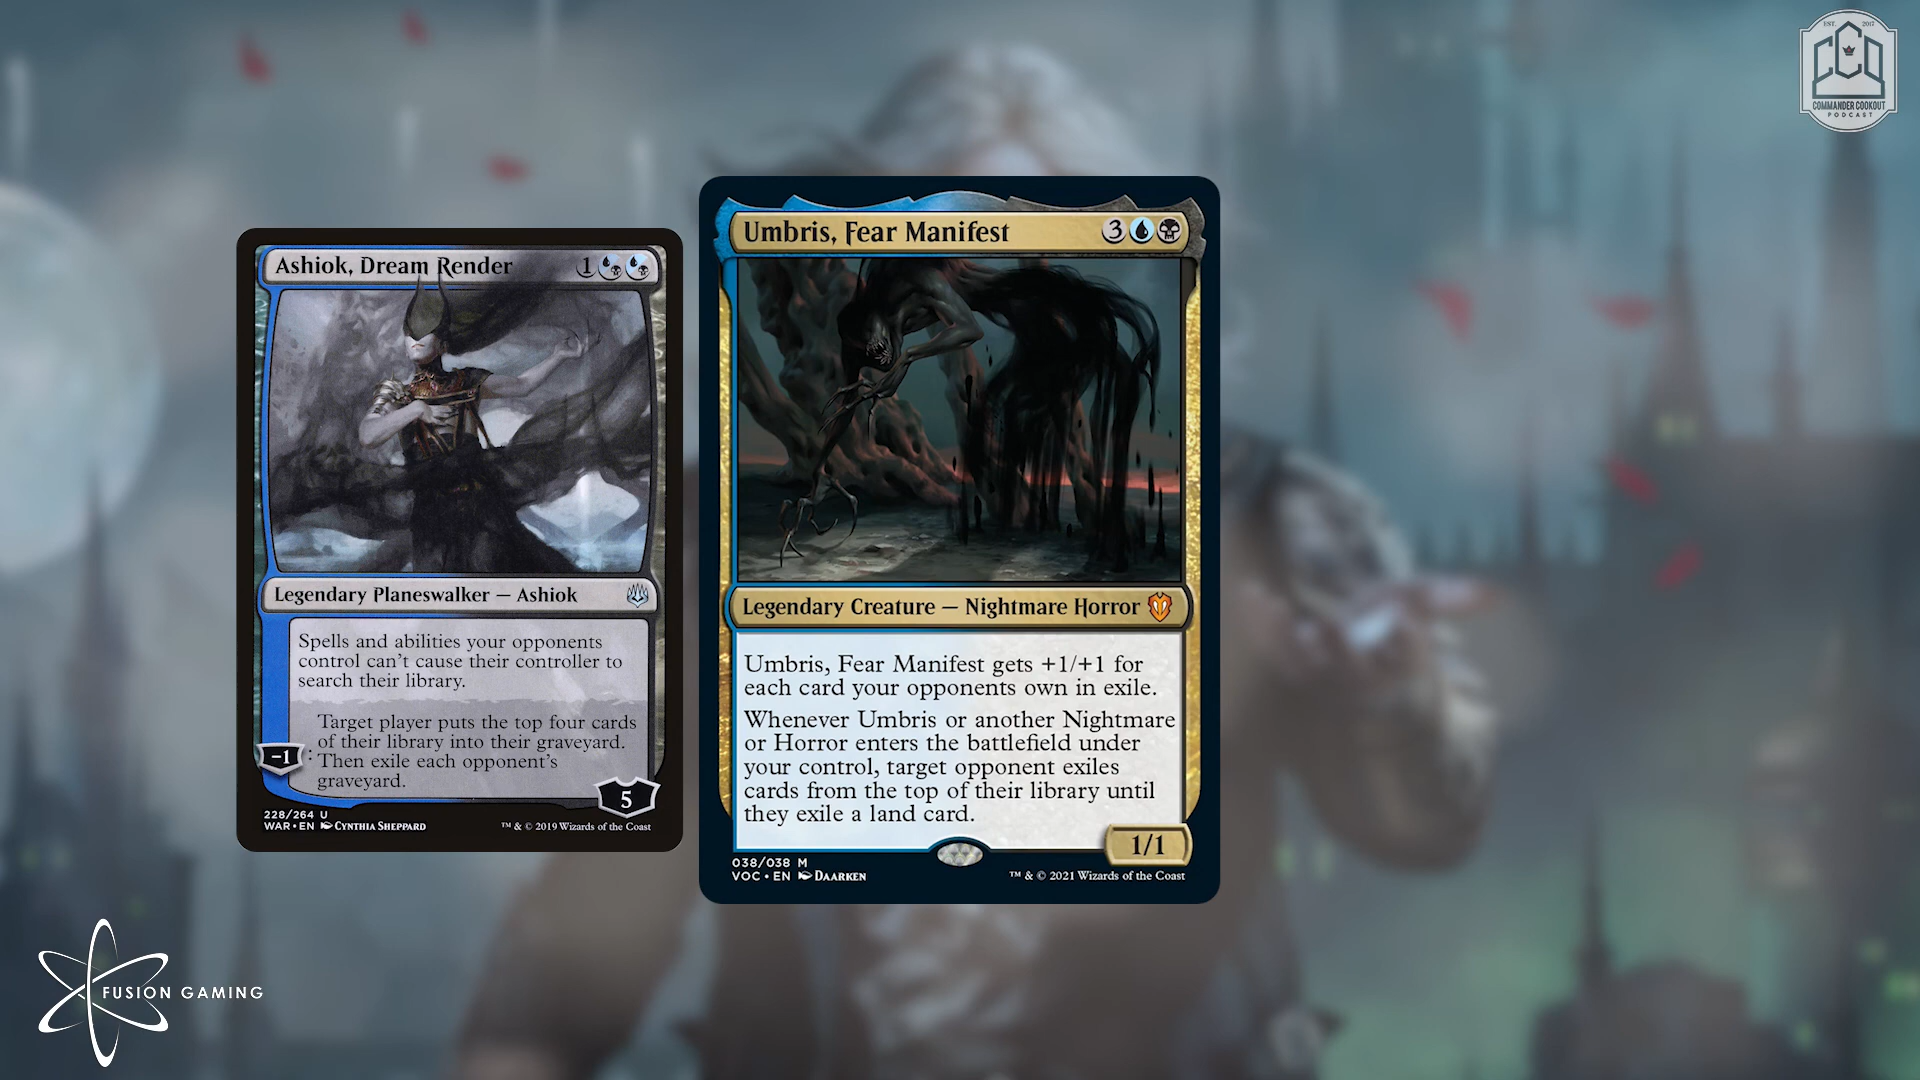 EST. 2017
CCO
COMMANDER COOKOUT
PODCAST
Ashiok, Dream Render 1
Legendary Planeswalker — Ashiok
Spells and abilities your opponents
control can't cause their controller to
search their library.
Target player puts the top four cards
of their library into their graveyard.
−1: Then exile each opponent's
graveyard.
5
228/264 U
WAR • EN Cynthia Sheppard
™ & © 2019 Wizards of the Coast
Umbris, Fear Manifest 3
Legendary Creature — Nightmare Horror
Umbris, Fear Manifest gets +1/+1 for
each card your opponents own in exile.
Whenever Umbris or another Nightmare
or Horror enters the battlefield under
your control, target opponent exiles
cards from the top of their library until
they exile a land card.
1/1
038/038 M
VOC • EN Daarken
™ & © 2021 Wizards of the Coast
FUSION GAMING